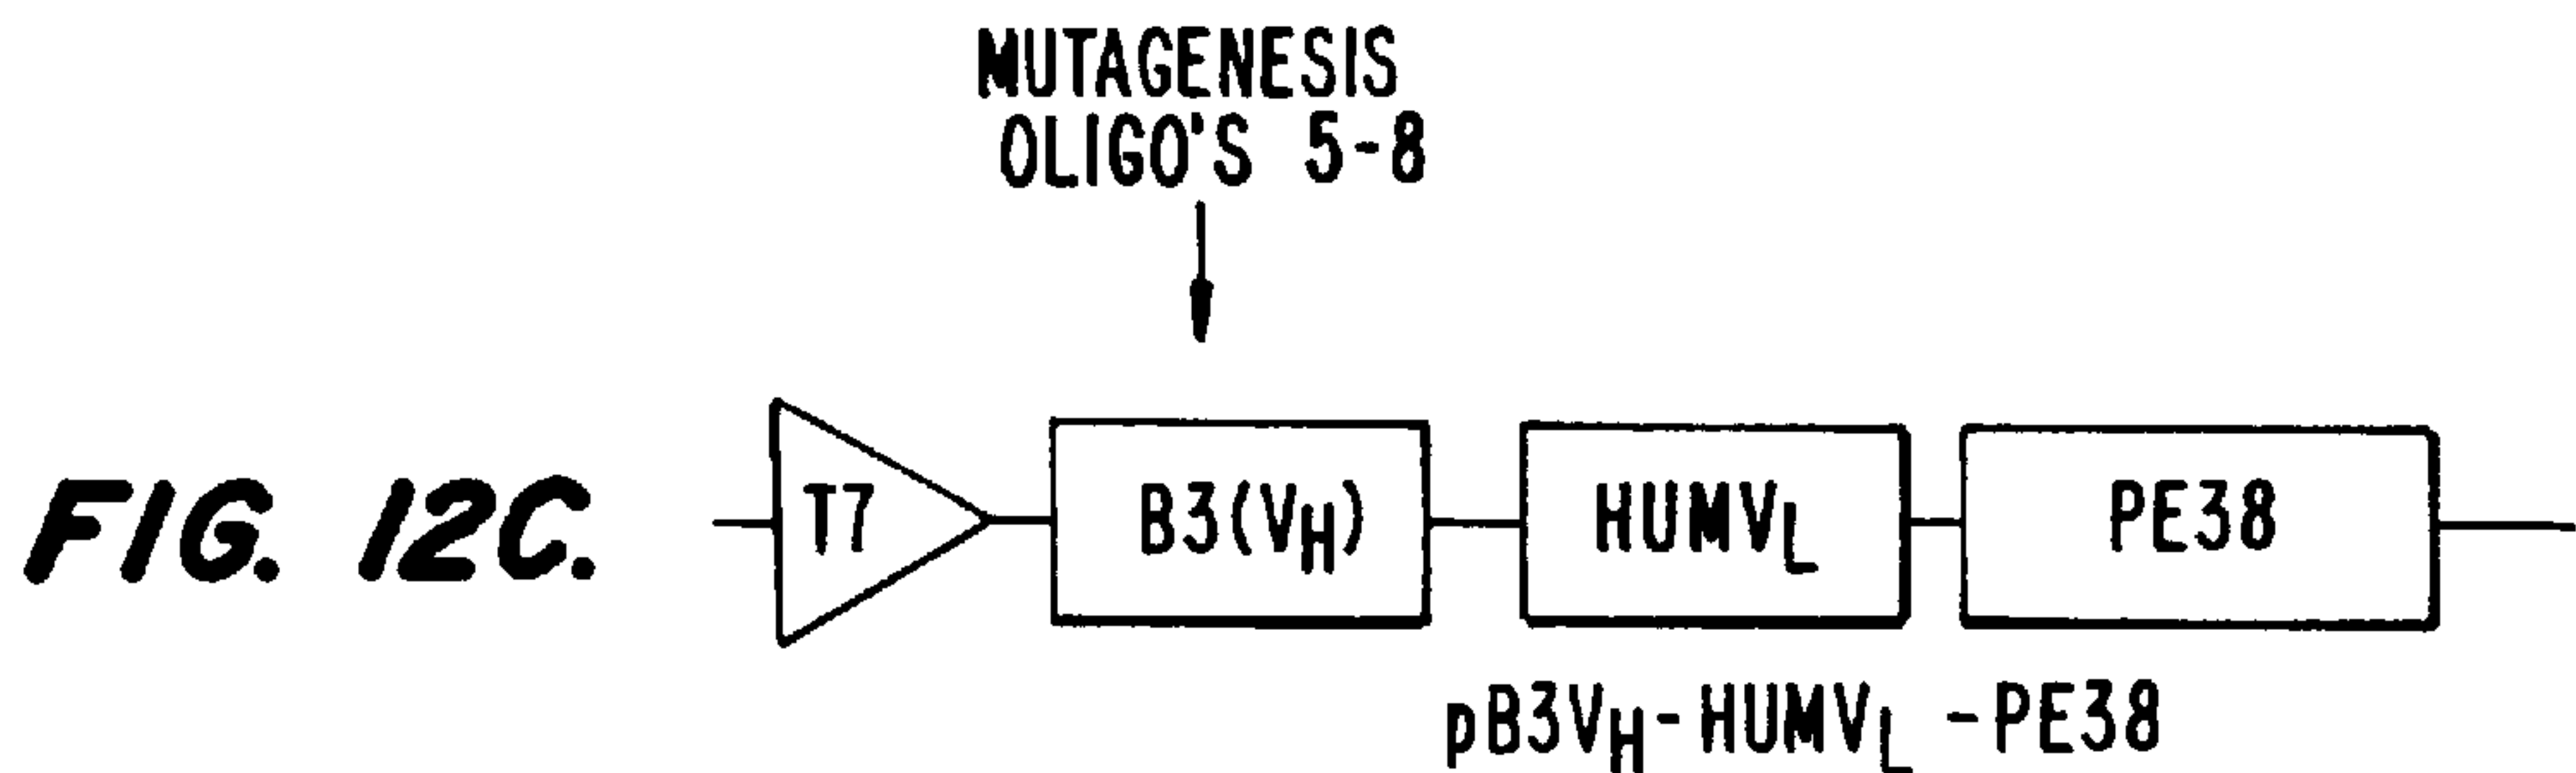 MUTAGENESIS
OLIGO'S 5-8
FIG. 12C.
T7
B3(VH)
HUMVL
PE38
pB3VH-HUMVL-PE38